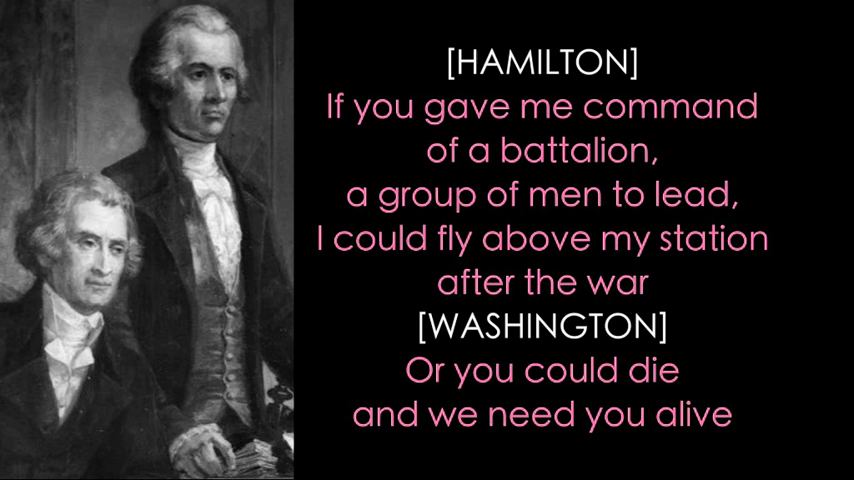 [HAMILTON]
If you gave me command
of a battalion,
a group of men to lead,
I could fly above my station
after the war
[WASHINGTON]
Or you could die
and we need you alive